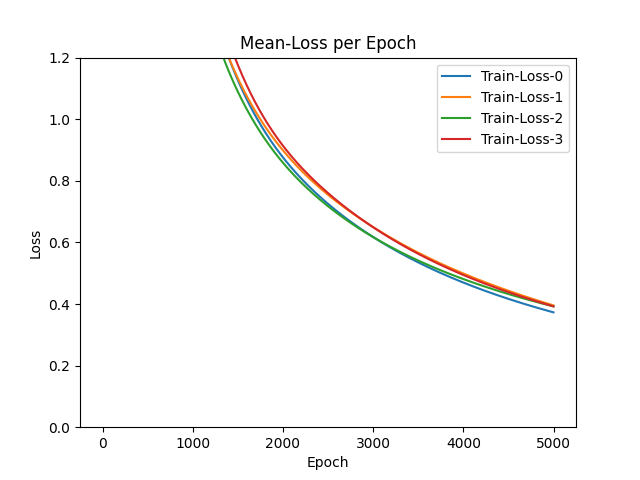 Mean-Loss per Epoch
Train-Loss-0
Train-Loss-1
Train-Loss-2
Train-Loss-3
1.2
1.0
0.8
0.6
0.4
0.2
0.0
Loss
0 1000 2000 3000 4000 5000
Epoch